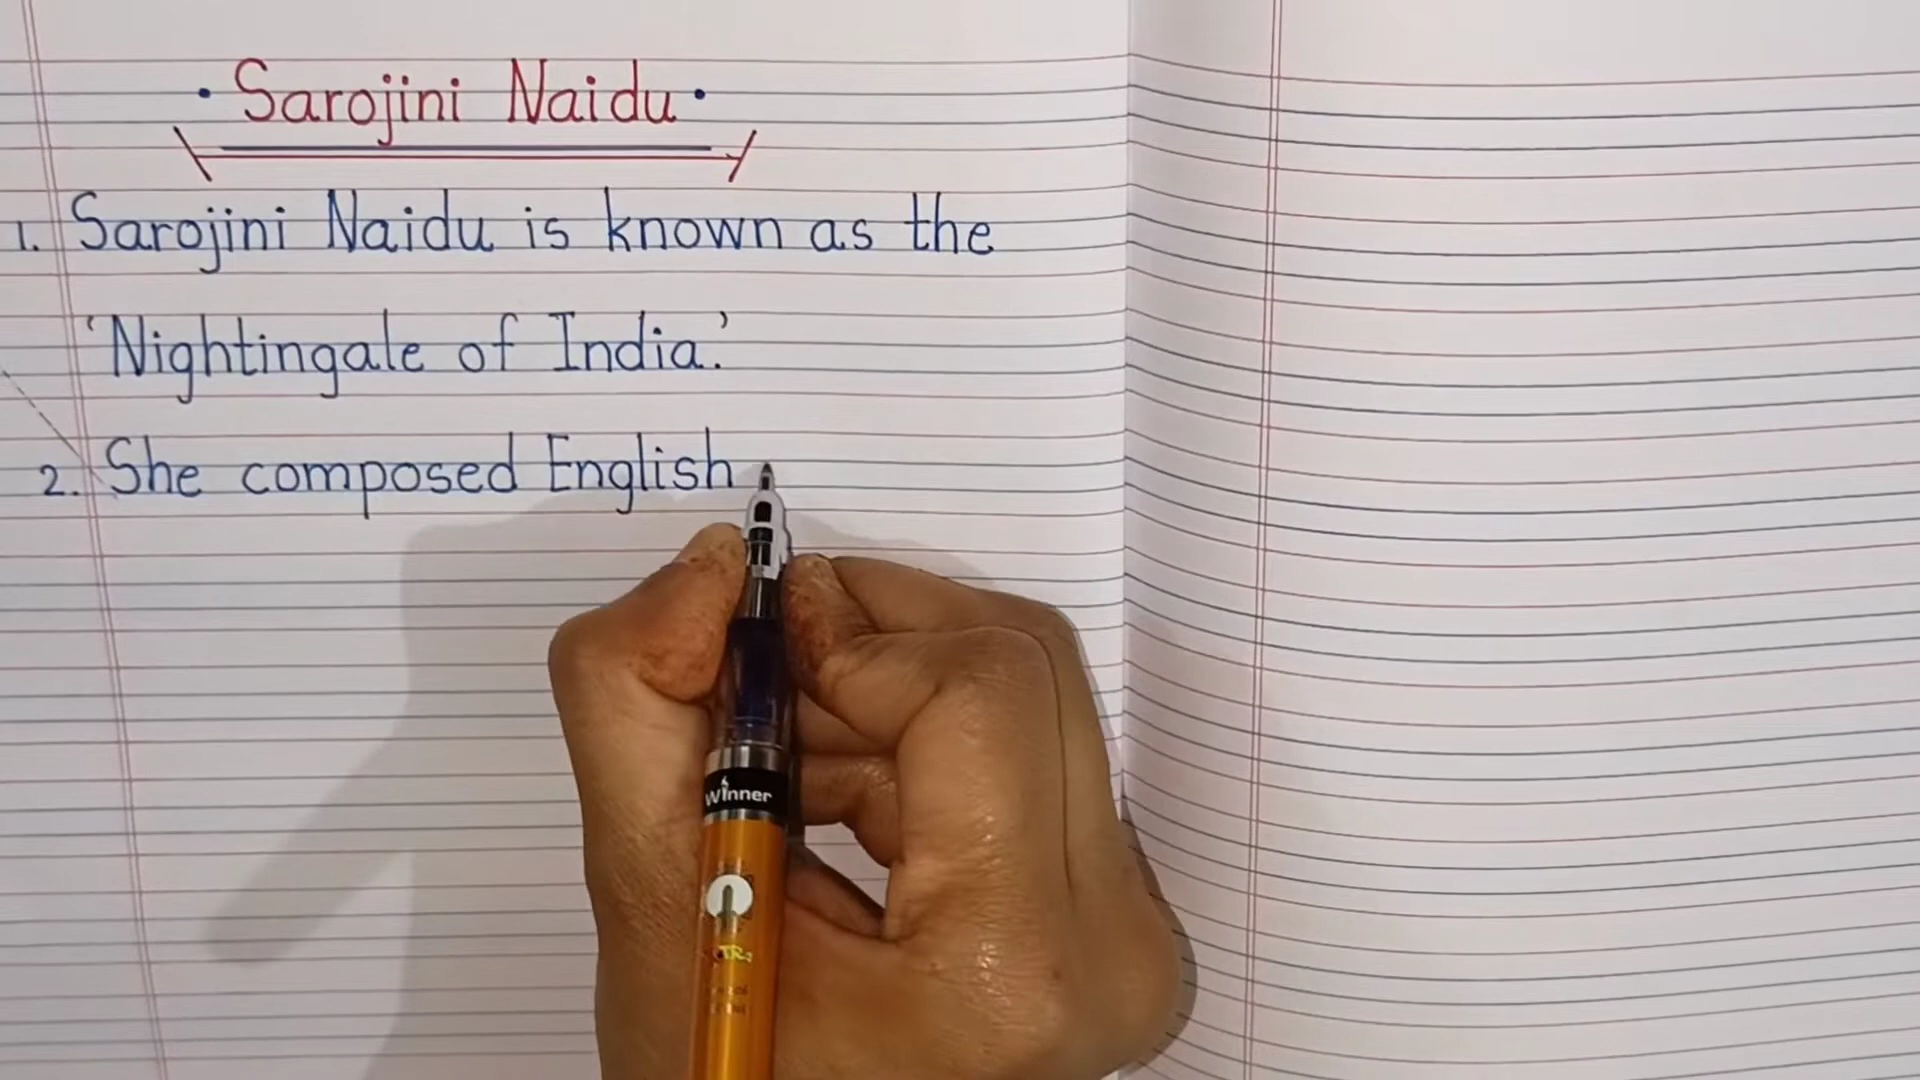 • Sarojini Naidu •
1. Sarojini Naidu is known as the
'Nightingale of India.'
2. She composed English
Winner